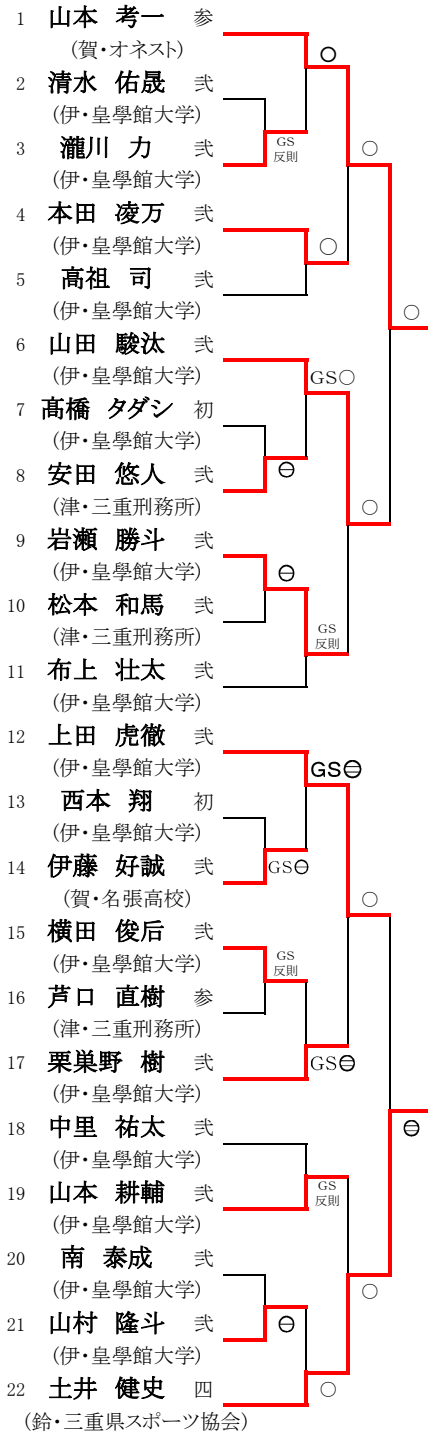 1 山本 考一 参
(賀・オネスト)
○
2 清水 佑晟 弐
(伊・皇學館大学)
GS
反則
3 瀧川 力 弐
(伊・皇學館大学)
○
4 本田 凌万 弐
(伊・皇學館大学)
○
5 高祖 司 弐
(伊・皇學館大学)
○
6 山田 駿汰 弐
(伊・皇學館大学)
GS○
7 髙橋 タダシ 初
(伊・皇學館大学)
⊖
8 安田 悠人 弐
(津・三重刑務所)
○
9 岩瀬 勝斗 弐
(伊・皇學館大学)
⊖
10 松本 和馬 弐
(津・三重刑務所)
GS
反則
11 布上 壮太 弐
(伊・皇學館大学)
12 上田 虎徹 弐
(伊・皇學館大学)
GS⊖
13 西本 翔 初
(伊・皇學館大学)
14 伊藤 好誠 弐
GS⊖
(賀・名張高校)
○
15 横田 俊后 弐
(伊・皇學館大学)
GS
反則
16 芦口 直樹 参
(津・三重刑務所)
17 栗巣野 樹 弐
GS⊖
(伊・皇學館大学)
18 中里 祐太 弐
⊖
(伊・皇學館大学)
19 山本 耕輔 弐
GS
反則
(伊・皇學館大学)
20 南 泰成 弐
(伊・皇學館大学)
○
21 山村 隆斗 弐
⊖
(伊・皇學館大学)
22 土井 健史 四
○
(鈴・三重県スポーツ協会)